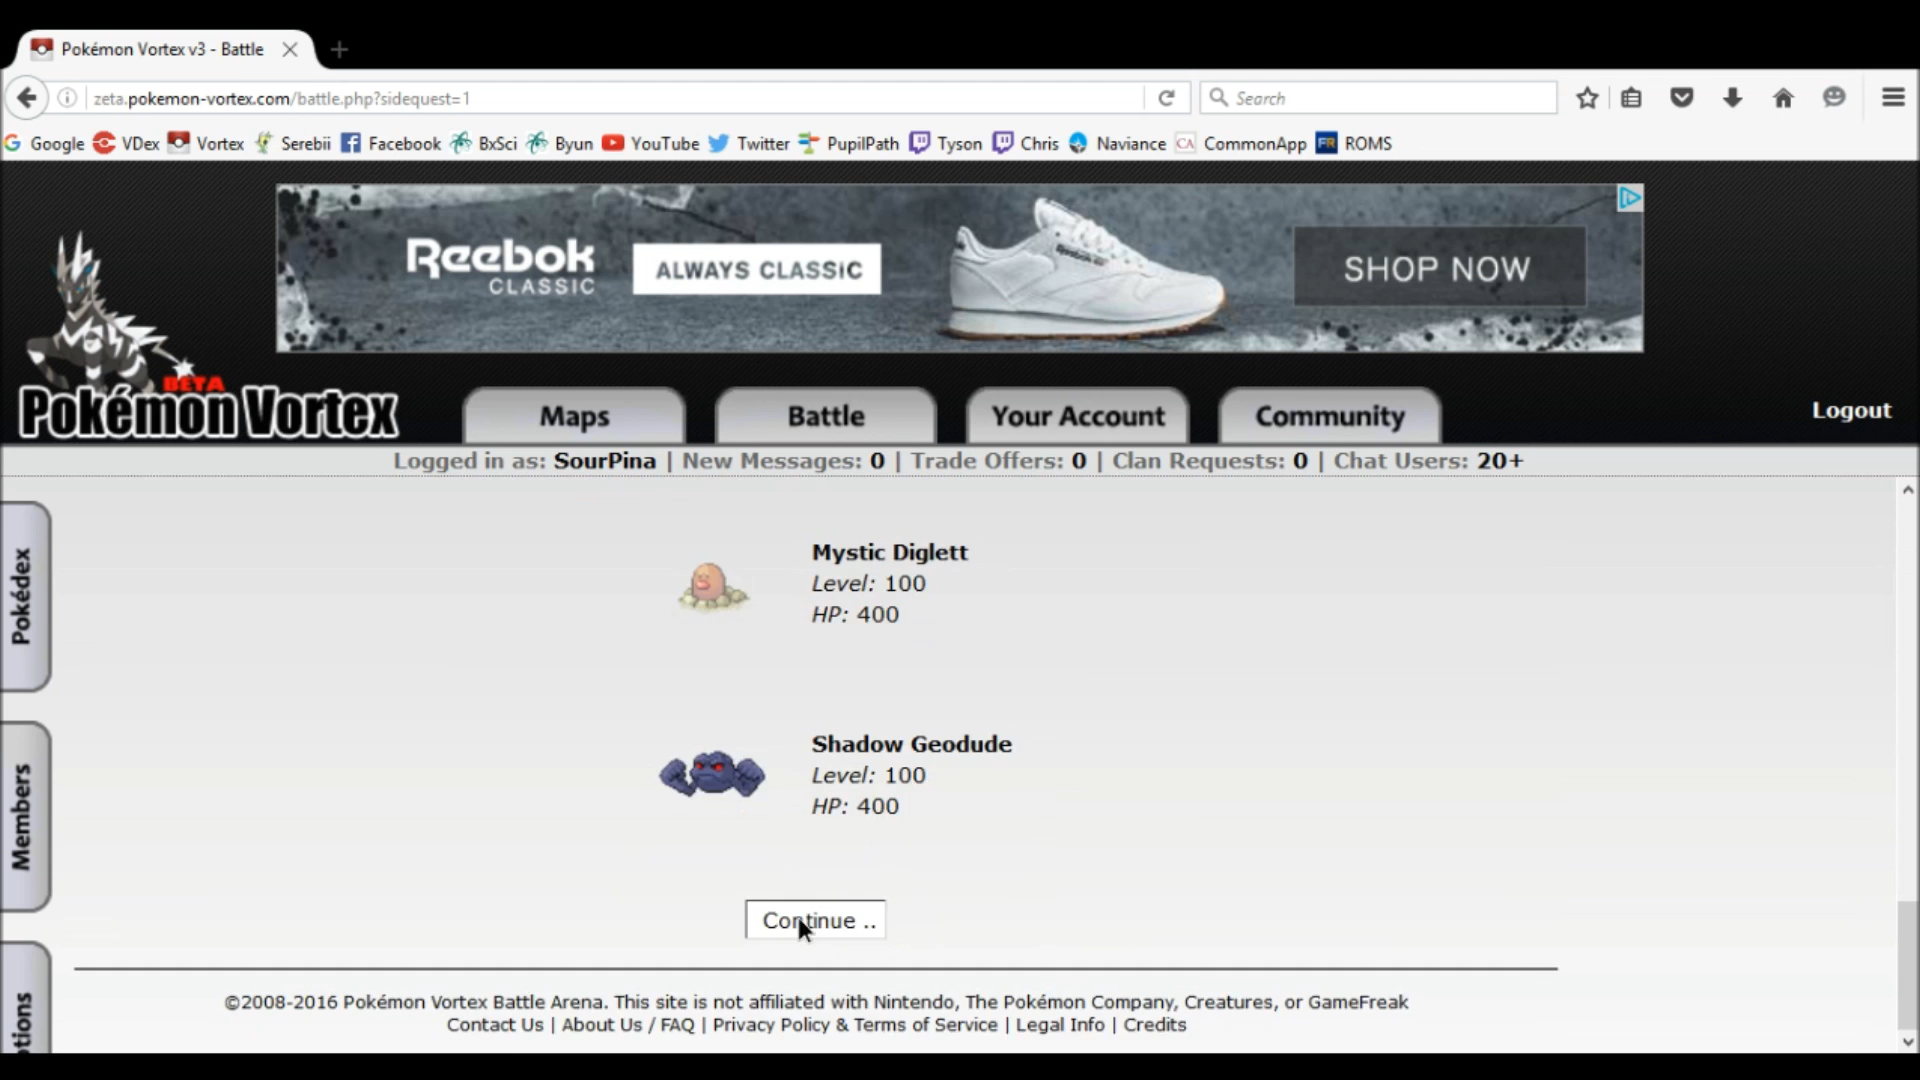 Pokémon Vortex v3 - Battle
zeta.pokemon-vortex.com/battle.php?sidequest=1
Search
Google VDex Vortex Serebii Facebook BxSci Byun YouTube Twitter PupilPath Tyson Chris Naviance CA CommonApp FR ROMS
Reebok
CLASSIC
ALWAYS CLASSIC
SHOP NOW
BETA
Pokémon Vortex
Maps
Battle
Your Account
Community
Logout
Logged in as: SourPina | New Messages: 0 | Trade Offers: 0 | Clan Requests: 0 | Chat Users: 20+
Pokédex
Members
tions
Mystic Diglett
Level: 100
HP: 400
Shadow Geodude
Level: 100
HP: 400
Continue ..
©2008-2016 Pokémon Vortex Battle Arena. This site is not affiliated with Nintendo, The Pokémon Company, Creatures, or GameFreak
Contact Us | About Us / FAQ | Privacy Policy & Terms of Service | Legal Info | Credits